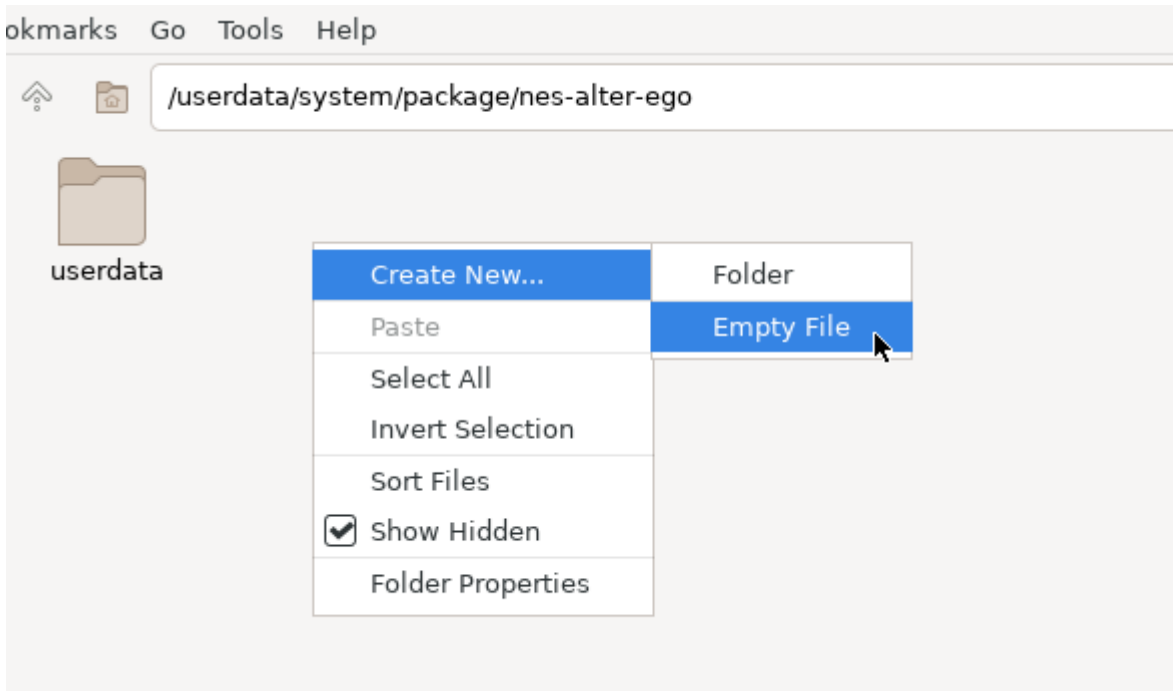 okmarks Go Tools Help
/userdata/system/package/nes-alter-ego
userdata
Create New...
Folder
Paste
Empty File
Select All
Invert Selection
Sort Files
Show Hidden
Folder Properties